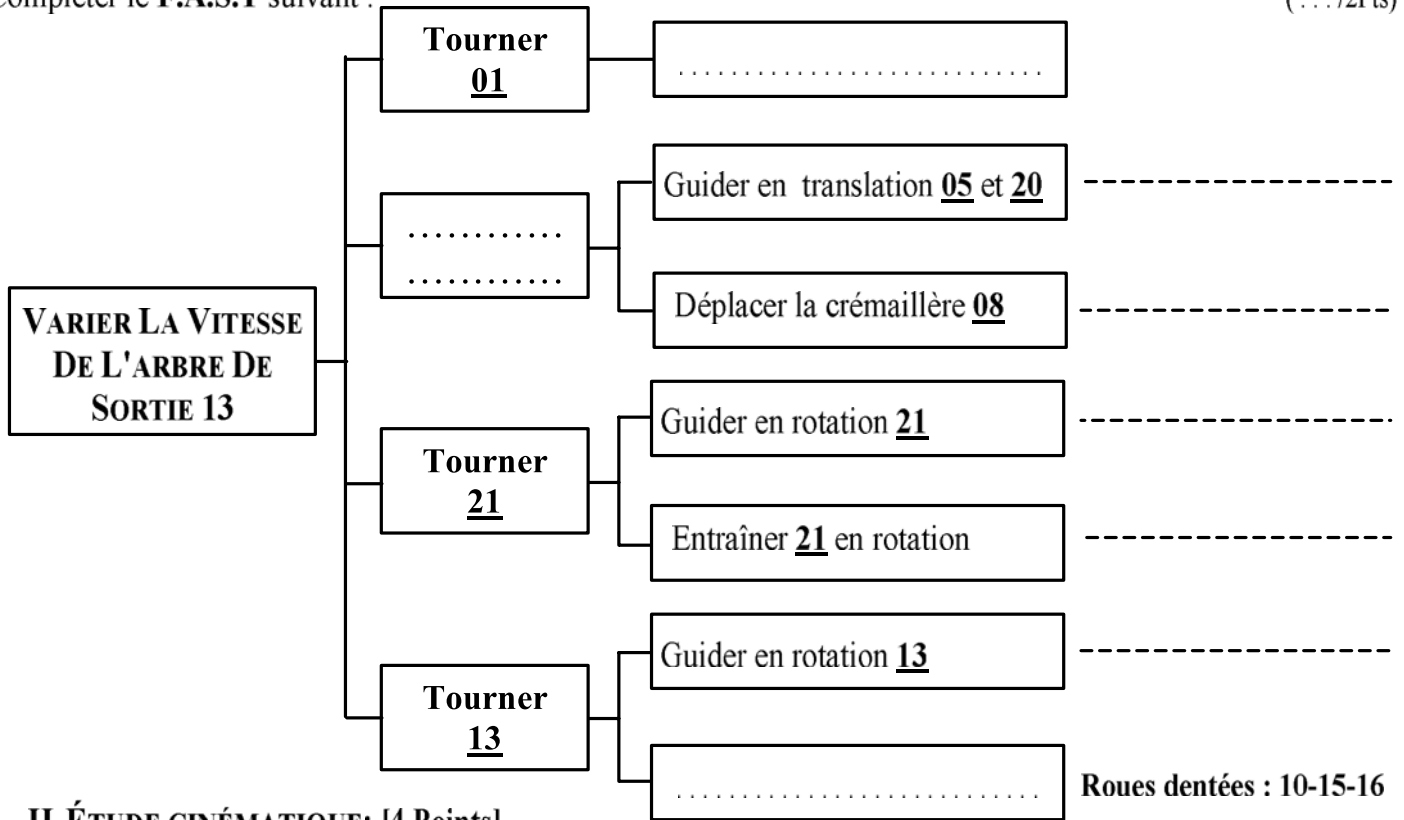 Compléter le F.A.S.T suivant :
( . . . /2Pts)
Tourner
01
. . . . . . . . . . . . . . . . . . . . . . . . . . . .
Guider en translation 05 et 20
............
............
Déplacer la crémaillère 08
VARIER LA VITESSE
DE L'ARBRE DE
SORTIE 13
Guider en rotation 21
Tourner
21
Entraîner 21 en rotation
Guider en rotation 13
Tourner
13
. . . . . . . . . . . . . . . . . . . . . . . . . . . .
Roues dentées : 10-15-16
II-ÉTUDE CINÉMATIQUE: [4 Points]